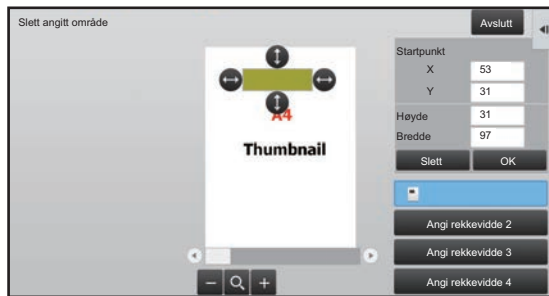 Slett angitt område
Avslutt
A4
Thumbnail
Startpunkt
X 53
Y 31
Høyde 31
Bredde 97
Slett OK
Angi rekkevidde 2
Angi rekkevidde 3
Angi rekkevidde 4